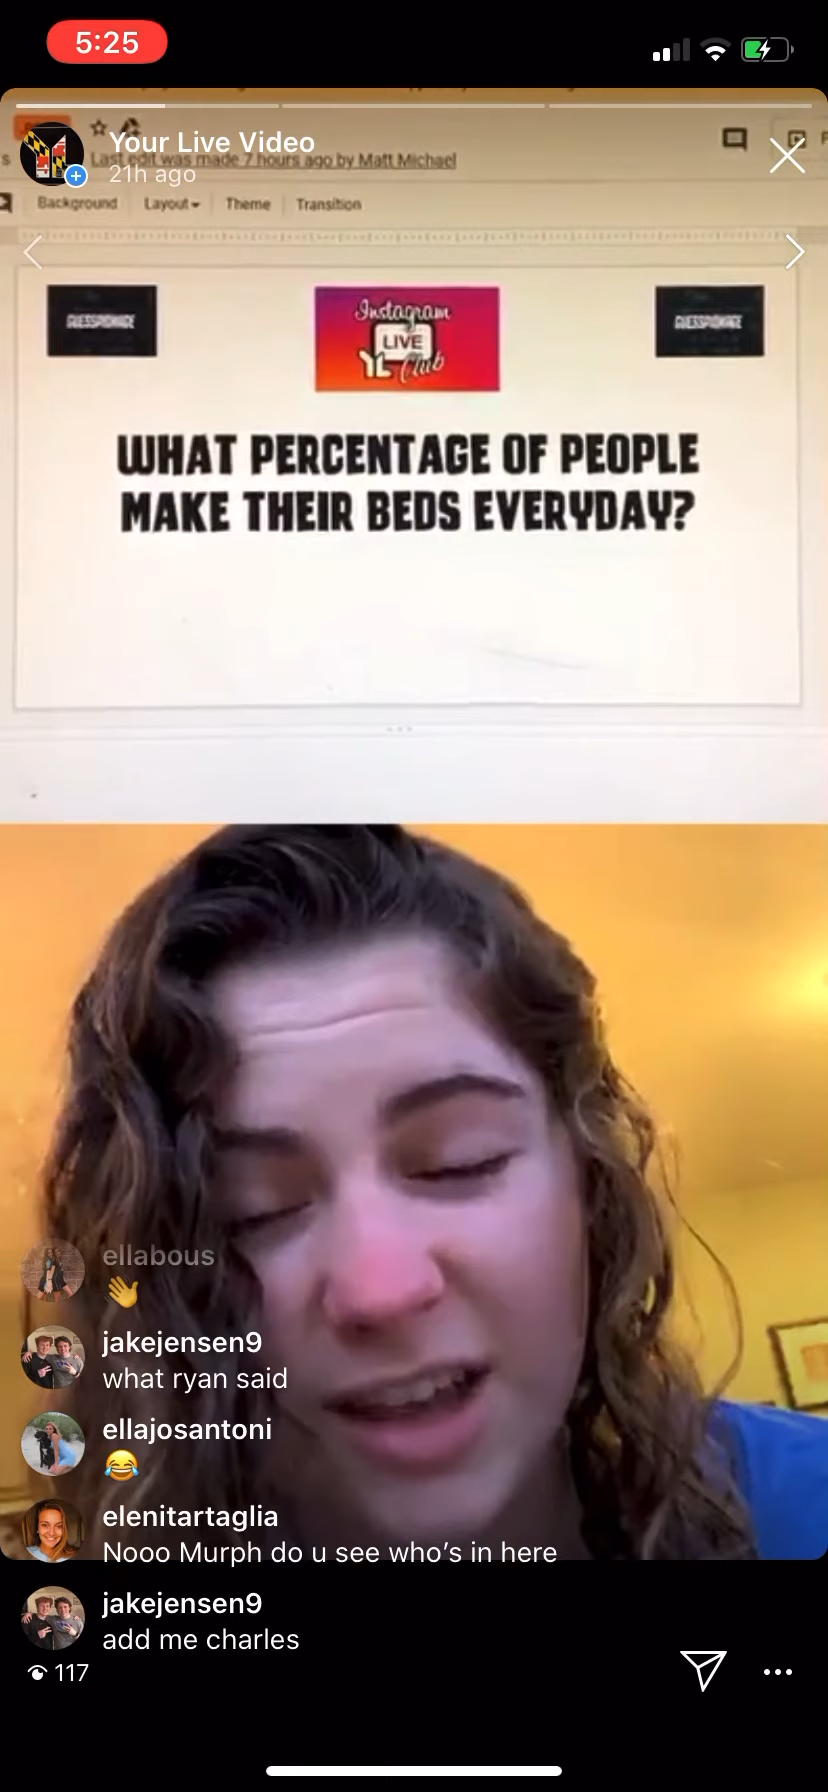 5:25
Your Live Video
Last edit was made 7 hours ago by Matt Michael
21h ago
Background Layout Theme Transition
GUESSPIONAGE
Instagram
LIVE
YL Club
GUESSPIONAGE
WHAT PERCENTAGE OF PEOPLE
MAKE THEIR BEDS EVERYDAY?
ellabous
👋
jakejensen9
what ryan said
ellajosantoni
😂
elenitartaglia
Nooo Murph do u see who's in here
jakejensen9
add me charles
117